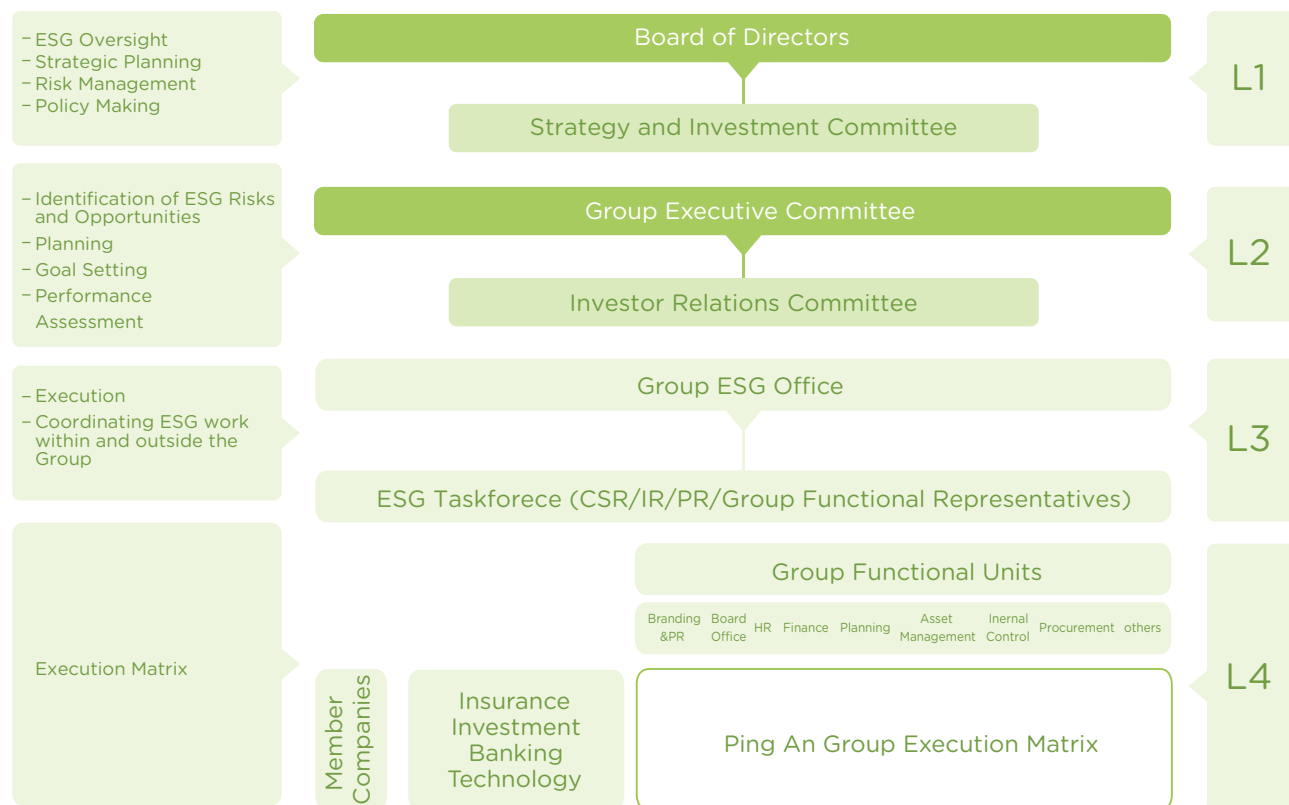 – ESG Oversight
– Strategic Planning
– Risk Management
– Policy Making
Board of Directors
Strategy and Investment Committee
L1
– Identification of ESG Risks
and Opportunities
– Planning
– Goal Setting
– Performance
Assessment
Group Executive Committee
Investor Relations Committee
L2
– Execution
– Coordinating ESG work
within and outside the
Group
Group ESG Office
ESG Taskforece (CSR/IR/PR/Group Functional Representatives)
L3
Execution Matrix
Group Functional Units
Branding
&PR
Board
Office
HR
Finance
Planning
Asset
Management
Inernal
Control
Procurement
others
Member
Companies
Insurance
Investment
Banking
Technology
Ping An Group Execution Matrix
L4